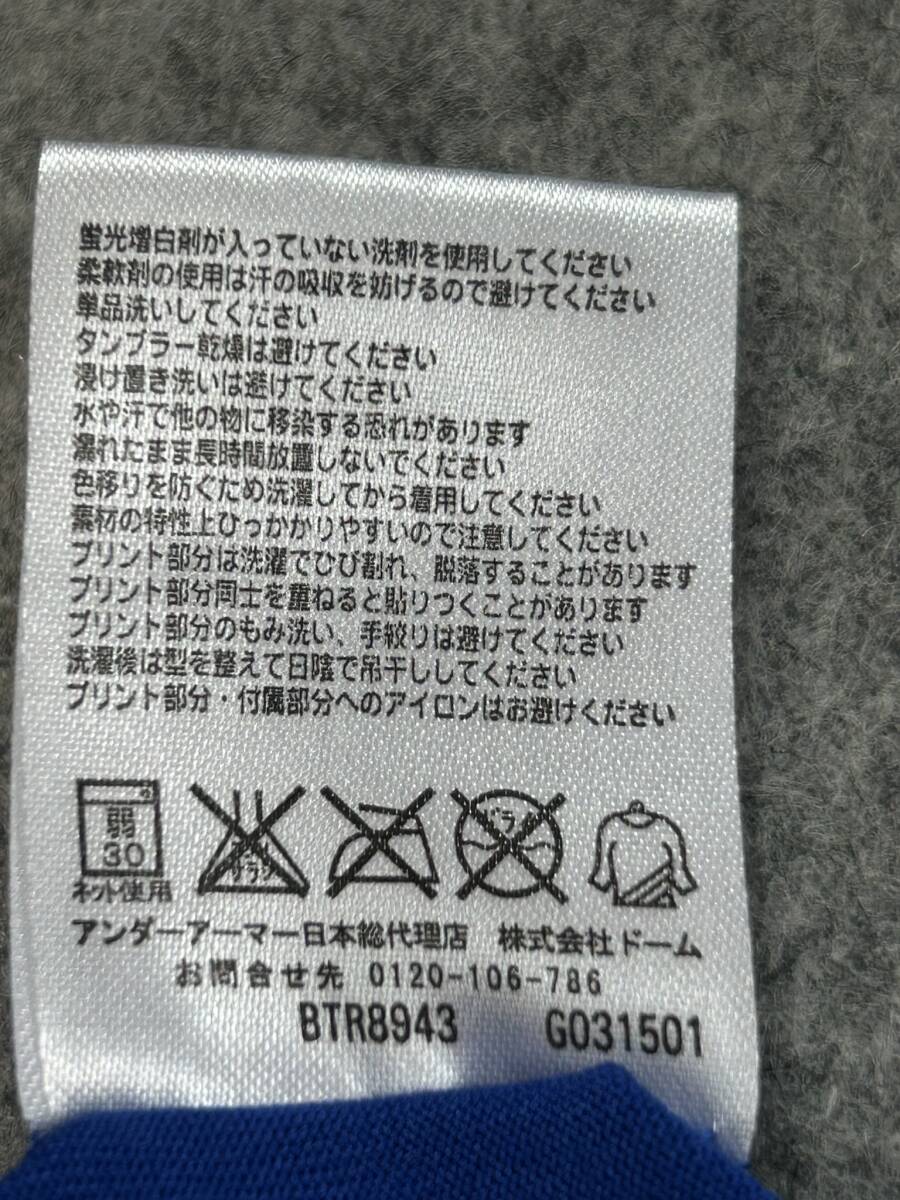 蛍光増白剤が入っていない洗剤を使用してください
柔軟剤の使用は汗の吸収を妨げるので避けてください
単品洗いしてください
タンブラー乾燥は避けてください
浸け置き洗いは避けてください
水や汗で他の物に移染する恐れがあります
濡れたまま長時間放置しないでください
色移りを防ぐため洗濯してから着用してください
素材の特性上ひっかかりやすいので注意してください
プリント部分は洗濯でひび割れ、脱落することがあります
プリント部分同士を重ねると貼りつくことがあります
プリント部分のもみ洗い、手絞りは避けてください
洗濯後は型を整えて日陰で吊干ししてください
プリント部分・付属部分へのアイロンはお避けください
弱
30
エンソサラシ
ドライ
ネット使用
アンダーアーマー日本総代理店 株式会社ドーム
お問合せ先 0120-106-786
BTR8943 G031501